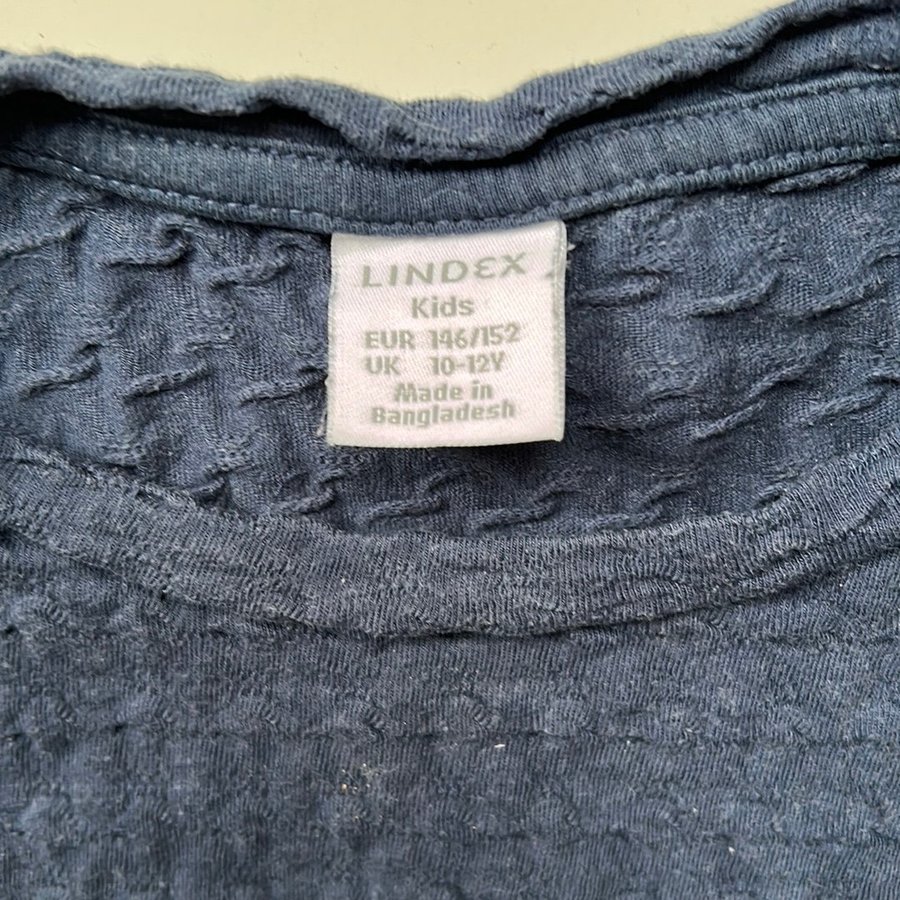 LINDEX
Kids
EUR 146/152
UK 10-12Y
Made in
Bangladesh